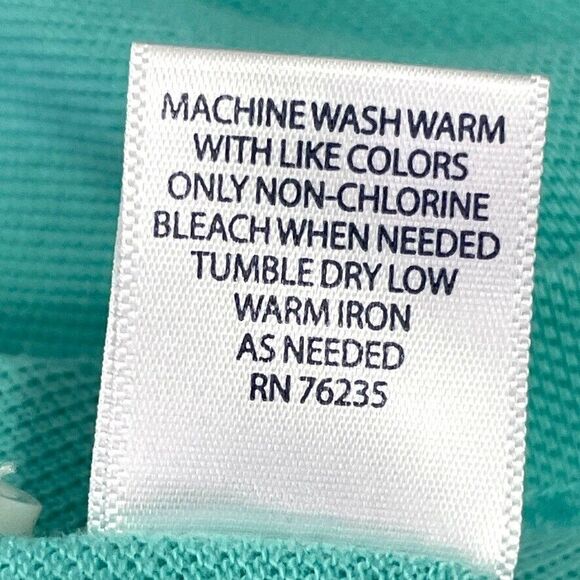 MACHINE WASH WARM
WITH LIKE COLORS
ONLY NON-CHLORINE
BLEACH WHEN NEEDED
TUMBLE DRY LOW
WARM IRON
AS NEEDED
RN 76235